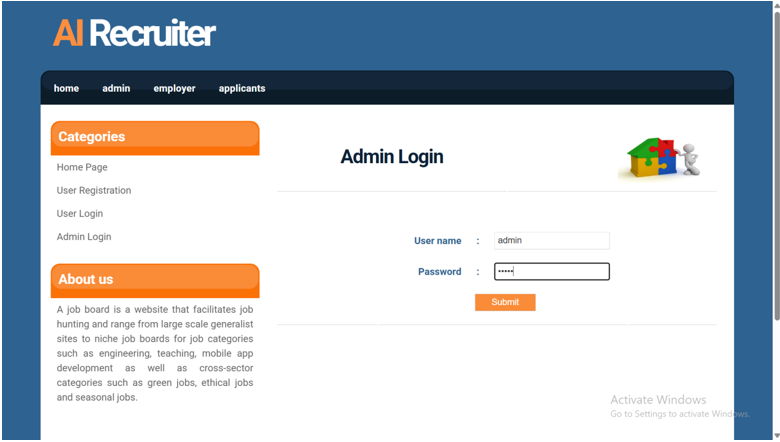 AI Recruiter
home admin employer applicants
Categories
Home Page
User Registration
User Login
Admin Login
About us
A job board is a website that facilitates job
hunting and range from large scale generalist
sites to niche job boards for job categories
such as engineering, teaching, mobile app
development as well as cross-sector
categories such as green jobs, ethical jobs
and seasonal jobs.
Admin Login
User name : admin
Password : •••••
Submit
Activate Windows
Go to Settings to activate Windows.